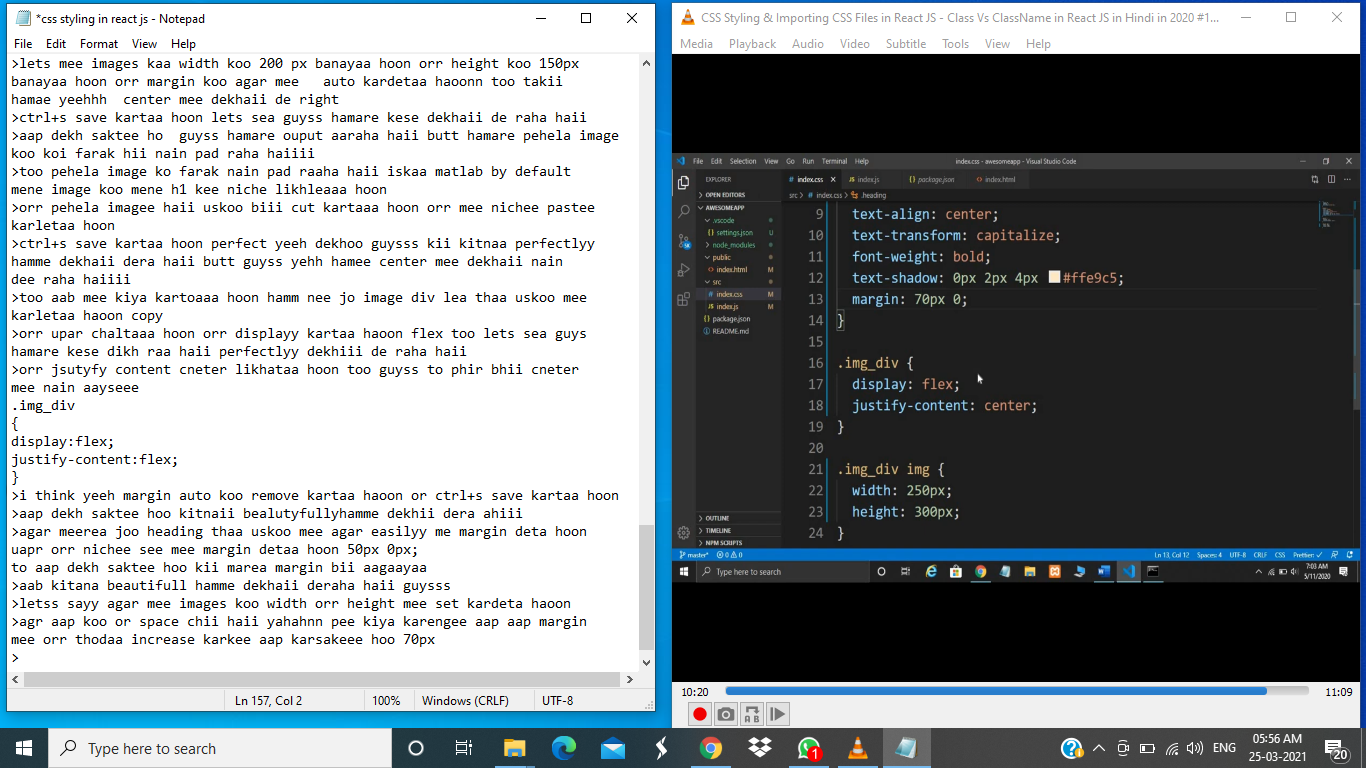 *css styling in react js - Notepad
File Edit Format View Help
>lets mee images kaa width koo 200 px banayaa hoon orr height koo 150px
banayaa hoon orr margin koo agar mee auto kardetaa haoonn too takii
hamae yeehhh center mee dekhaii de right
>ctrl+s save kartaa hoon lets sea guyss hamare kese dekhaii de raha haii
>aap dekh saktee ho guyss hamare ouput aaraha haii butt hamare pehela image
koo koi farak hii nain pad raha haiiii
>too pehela image ko farak nain pad raaha haii iskaa matlab by default
mene image koo mene h1 kee niche likhleaaa hoon
>orr pehela imagee haii uskoo biii cut kartaaa hoon orr mee nichee pastee
karletaa hoon
>ctrl+s save kartaa hoon perfect yeeh dekhoo guysss kii kitnaa perfectlyy
hamme dekhaii dera haii butt guyss yehh hamee center mee dekhaii nain
dee raha haiiii
>too aab mee kiya kartoaaa hoon hamm nee jo image div lea thaa uskoo mee
karletaa haoon copy
>orr upar chaltaaa hoon orr displayy kartaa haoon flex too lets sea guys
hamare kese dikh raa haii perfectlyy dekhiii de raha haii
>orr jsutyfy content cneter likhataa hoon too guyss to phir bhii cneter
mee nain aayseee
.img_div
{
display:flex;
justify-content:flex;
}
>i think yeeh margin auto koo remove kartaa haoon or ctrl+s save kartaa hoon
>aap dekh saktee hoo kitnaii bealutyfullyhamme dekhii dera ahiii
>agar meerea joo heading thaa uskoo mee agar easilyy me margin deta hoon
uapr orr nichee see mee margin detaa hoon 50px 0px;
to aap dekh saktee hoo kii marea margin bii aagaayaa
>aab kitana beautifull hamme dekhaii deraha haii guysss
>letss sayy agar mee images koo width orr height mee set kardeta haoon
>agr aap koo or space chii haii yahahnn pee kiya karengee aap aap margin
mee orr thodaa increase karkee aap karsakeee hoo 70px
>
Ln 157, Col 2 100% Windows (CRLF) UTF-8
CSS Styling & Importing CSS Files in React JS - Class Vs ClassName in React JS in Hindi in 2020 #1...
Media Playback Audio Video Subtitle Tools View Help
File Edit Selection View Go Run Terminal Help index.css - awesomeapp - Visual Studio Code
EXPLORER
OPEN EDITORS
AWESOMEAPP
.vscode
settings.json U
node_modules
public
index.html M
src
index.css M
index.js M
package.json
README.md
OUTLINE
TIMELINE
NPM SCRIPTS
index.css index.js package.json index.html
src > index.css > .heading
9 text-align: center;
10 text-transform: capitalize;
11 font-weight: bold;
12 text-shadow: 0px 2px 4px #ffe9c5;
13 margin: 70px 0;
14 }
15
16 .img_div {
17 display: flex;
18 justify-content: center;
19 }
20
21 .img_div img {
22 width: 250px;
23 height: 300px;
24 }
master* 0 0 Ln 13, Col 12 Spaces: 4 UTF-8 CRLF CSS Prettier: ✓
Type here to search
7:03 AM
5/11/2020
10:20 11:09
Type here to search
1
ENG
05:56 AM
25-03-2021
20